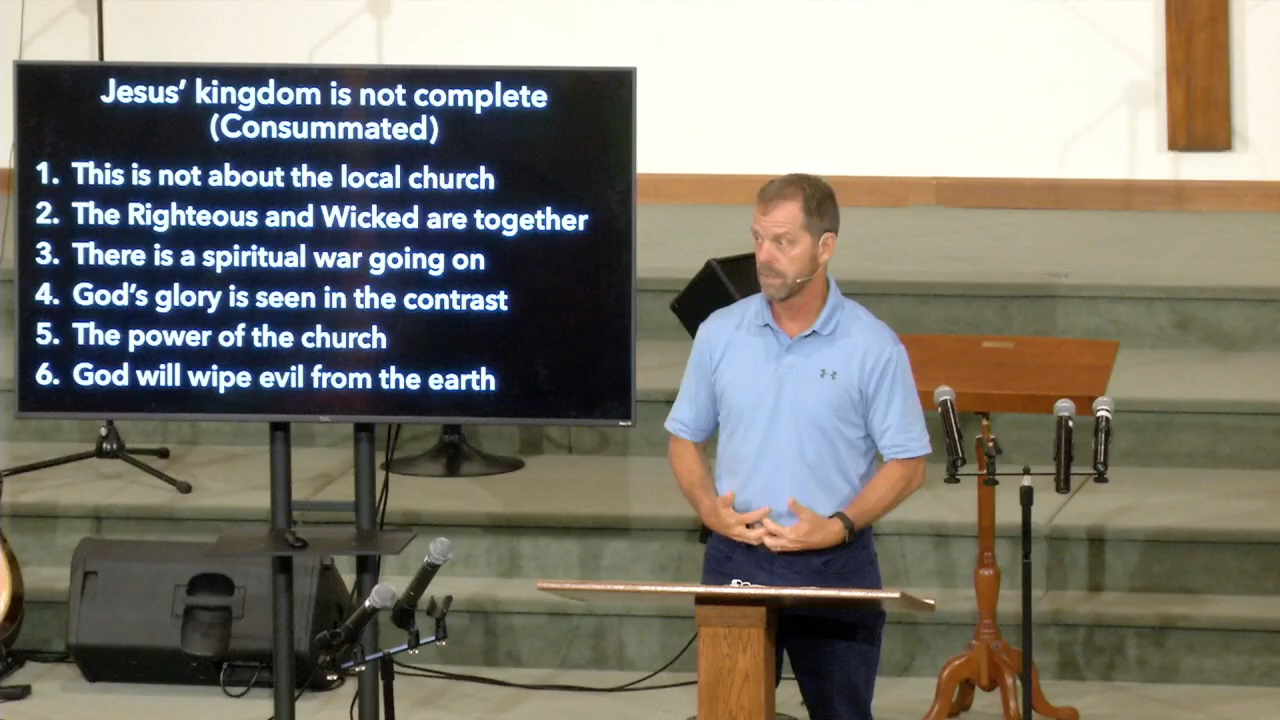 Jesus' kingdom is not complete
(Consummated)
1. This is not about the local church
2. The Righteous and Wicked are together
3. There is a spiritual war going on
4. God's glory is seen in the contrast
5. The power of the church
6. God will wipe evil from the earth